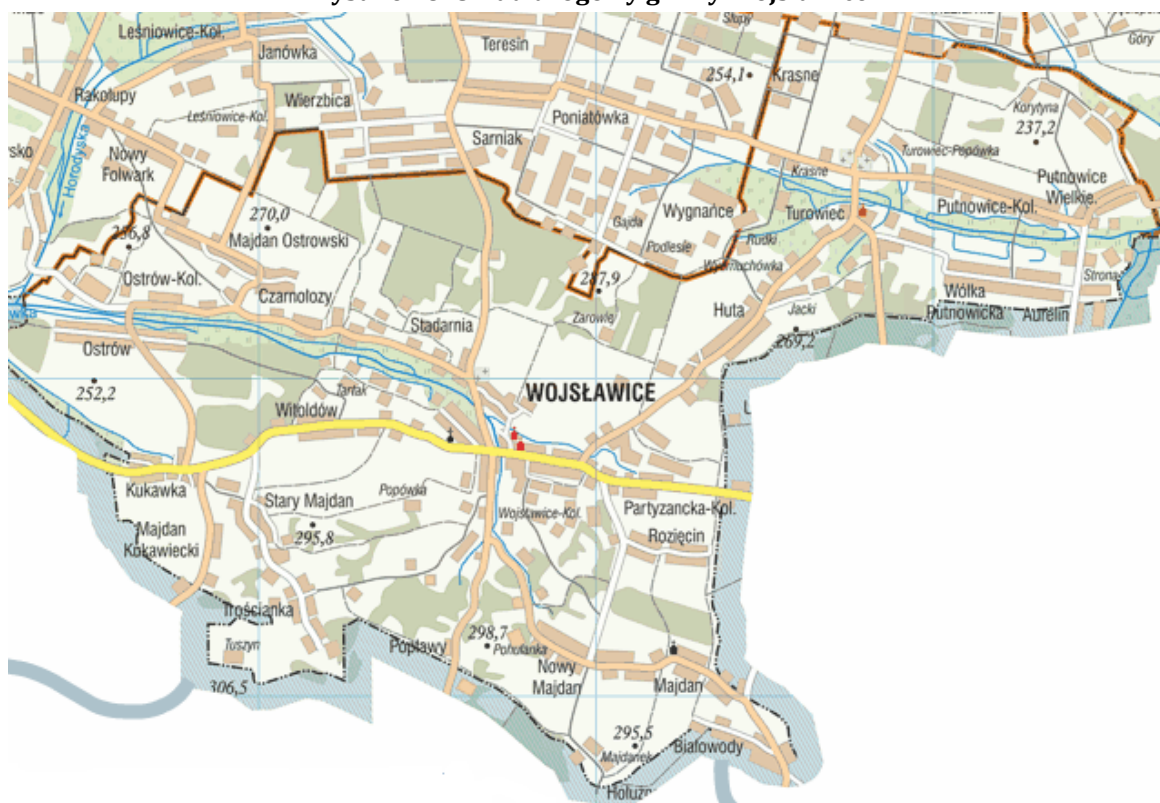 Leśniowice-Kol.
Janówka
Teresin
Słupy
254,1
Krasne
Góry
Rakołupy
Wierzbica
Leśniowice-Kol.
Poniatówka
Korytyna
237,2
Sarniak
Turowiec-Popówka
Horodyska
Nowy
Folwark
Krasne
Putnowice
Wielkie
Gajda
Wygnańce
Turowiec
Putnowice-Kol.
270,0
Majdan Ostrowski
236,8
Podlesie
Rudki
Ostrów-Kol.
287,9
Strona
Czarnołozy
Wólka
Putnowicka
Aurelin
Żarowie
Huta
Jacki
Stadarnia
269,2
Ostrów
252,2
Tartak
WOJSŁAWICE
Witoldów
Kukawka
Stary Majdan
Popówka
Wojsławice-Kol.
Partyzancka-Kol.
295,8
Majdan
Kukawiecki
Rozięcin
Trościanka
Tuszyn
306,5
Popławy
298,7
Pohulanka
Nowy
Majdan
Majdan
295,5
Majdanek
Białowody